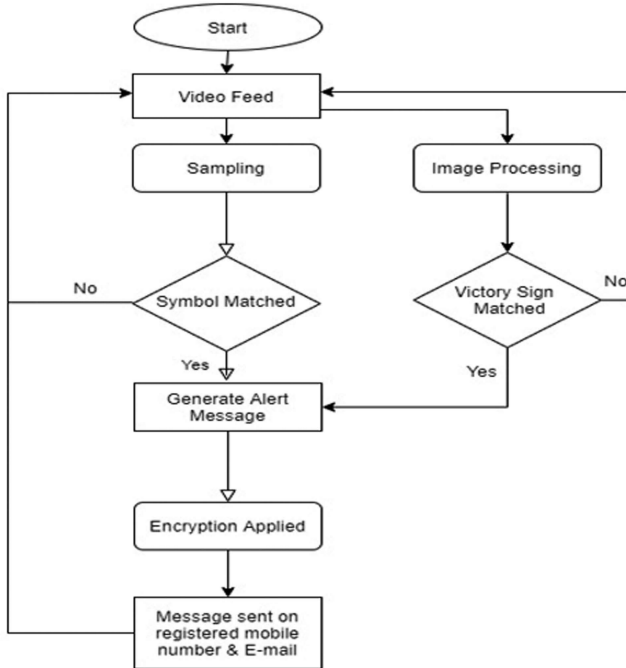 Start
Video Feed
Sampling
Image Processing
No
Symbol Matched
Victory Sign
Matched
No
Yes
Yes
Generate Alert
Message
Encryption Applied
Message sent on
registered mobile
number & E-mail